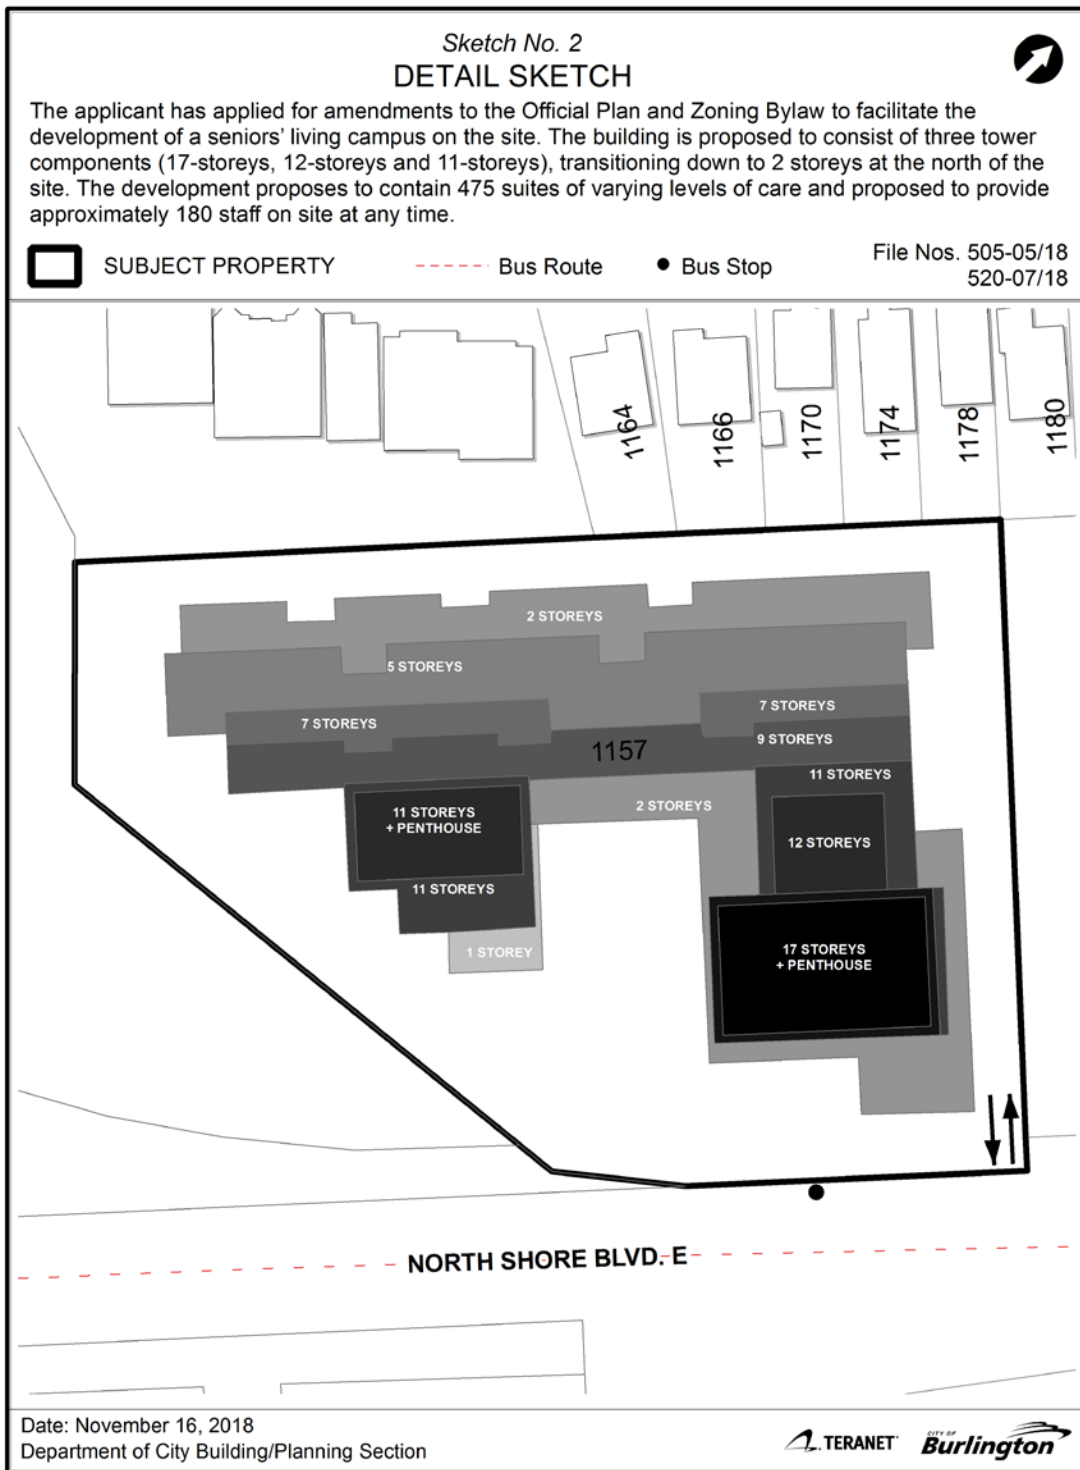 Sketch No. 2
DETAIL SKETCH
The applicant has applied for amendments to the Official Plan and Zoning Bylaw to facilitate the
development of a seniors' living campus on the site. The building is proposed to consist of three tower
components (17-storeys, 12-storeys and 11-storeys), transitioning down to 2 storeys at the north of the
site. The development proposes to contain 475 suites of varying levels of care and proposed to provide
approximately 180 staff on site at any time.
SUBJECT PROPERTY
Bus Route
Bus Stop
File Nos. 505-05/18
520-07/18
1164
1166
1170
1174
1178
1180
2 STOREYS
5 STOREYS
7 STOREYS
7 STOREYS
1157
9 STOREYS
11 STOREYS
2 STOREYS
11 STOREYS
+ PENTHOUSE
12 STOREYS
11 STOREYS
1 STOREY
17 STOREYS
+ PENTHOUSE
NORTH SHORE BLVD. E
Date: November 16, 2018
Department of City Building/Planning Section
TERANET
CITY OF
Burlington